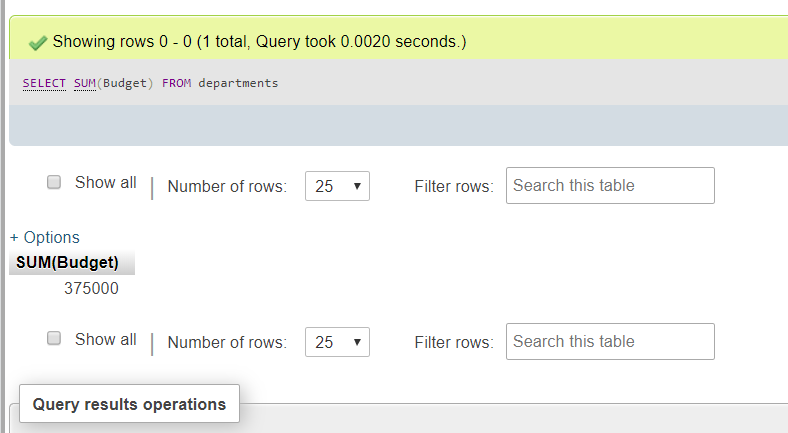 Showing rows 0 - 0 (1 total, Query took 0.0020 seconds.)
SELECT SUM(Budget) FROM departments
Show all | Number of rows: 25 Filter rows: Search this table
+ Options
SUM(Budget)
375000
Show all | Number of rows: 25 Filter rows: Search this table
Query results operations